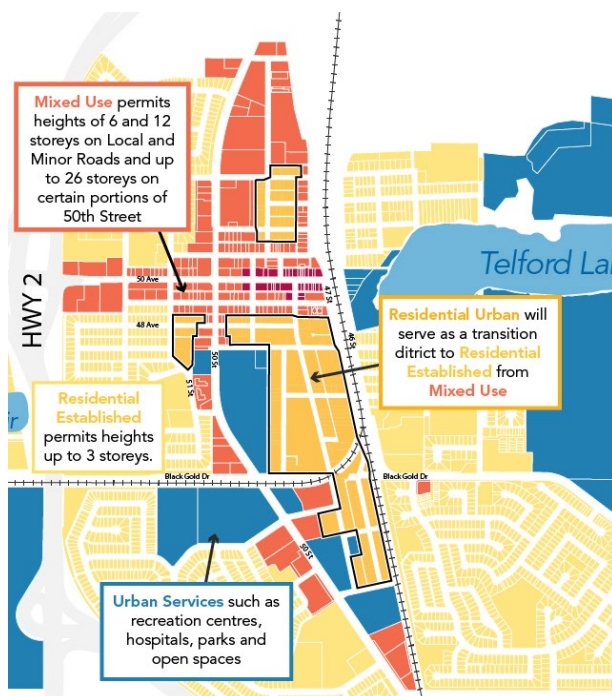 Mixed Use permits
heights of 6 and 12
storeys on Local and
Minor Roads and up
to 26 storeys on
certain portions of
50th Street
HWY 2
50 Ave
48 Ave
47 St
46 St
50 St
51 St
Telford La
Residential Urban will
serve as a transition
ditrict to Residential
Established from
Mixed Use
Residential
Established
permits heights
up to 3 storeys.
ir
Black Gold Dr
Black Gold Dr
50 St
Urban Services such as
recreation centres,
hospitals, parks and
open spaces